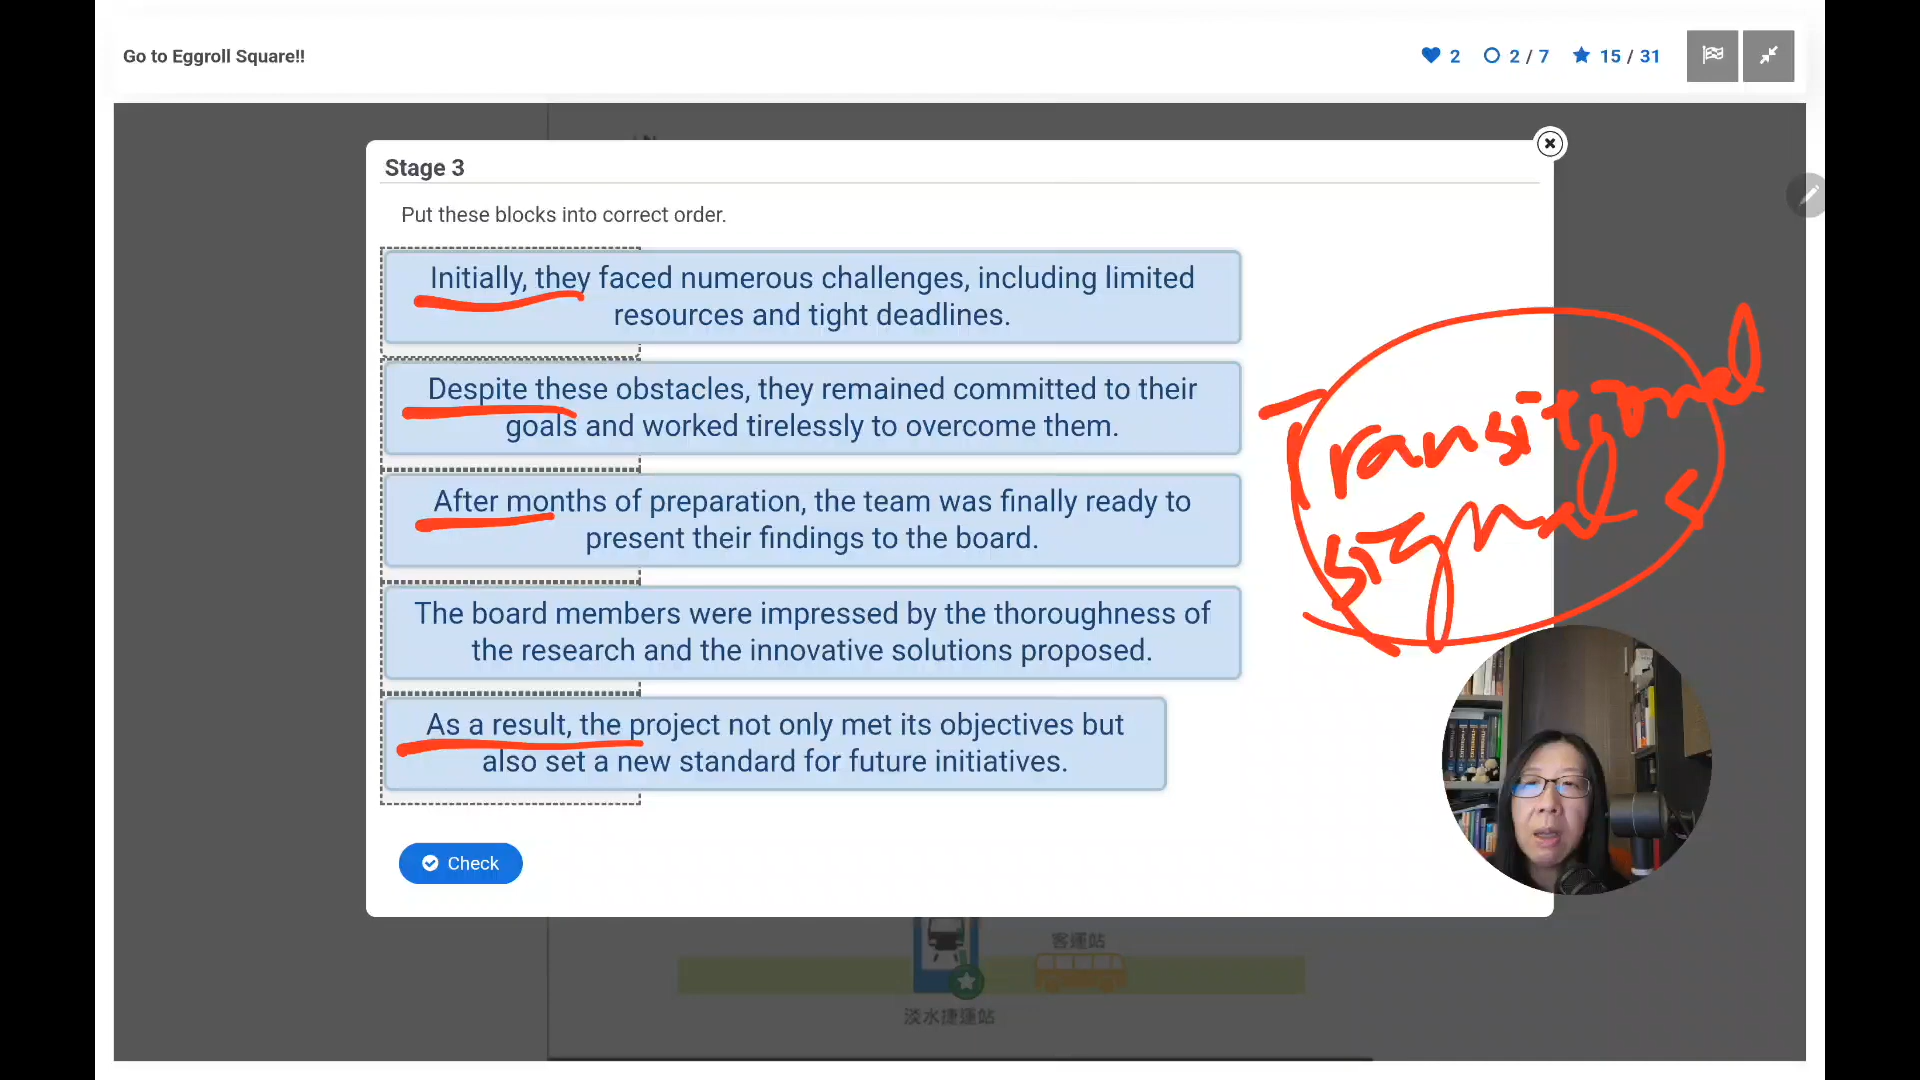 Go to Eggroll Square!!
2 2 / 7 15 / 31
Stage 3
Put these blocks into correct order.
Initially, they faced numerous challenges, including limited
resources and tight deadlines.
Despite these obstacles, they remained committed to their
goals and worked tirelessly to overcome them.
After months of preparation, the team was finally ready to
present their findings to the board.
The board members were impressed by the thoroughness of
the research and the innovative solutions proposed.
As a result, the project not only met its objectives but
also set a new standard for future initiatives.
Transitional
signals
Check
客運站
淡水捷運站